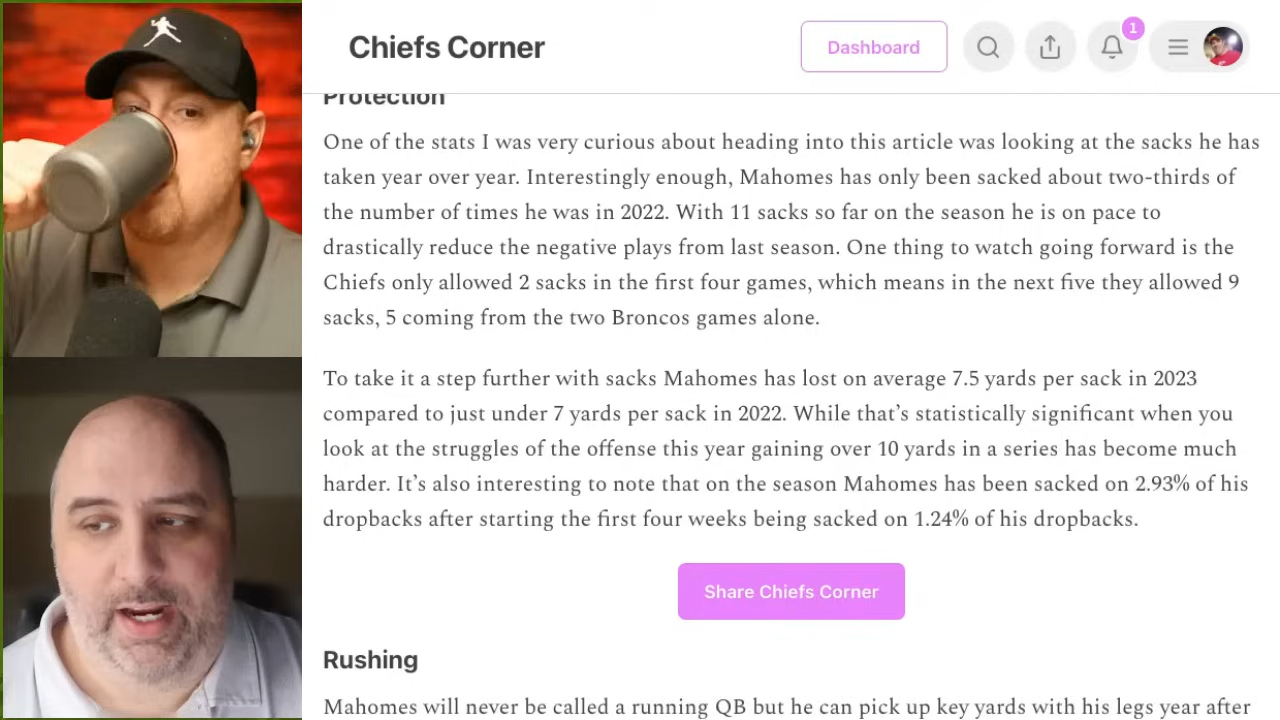 Chiefs Corner
Dashboard
1
Protection
One of the stats I was very curious about heading into this article was looking at the sacks he has
taken year over year. Interestingly enough, Mahomes has only been sacked about two-thirds of
the number of times he was in 2022. With 11 sacks so far on the season he is on pace to
drastically reduce the negative plays from last season. One thing to watch going forward is the
Chiefs only allowed 2 sacks in the first four games, which means in the next five they allowed 9
sacks, 5 coming from the two Broncos games alone.
To take it a step further with sacks Mahomes has lost on average 7.5 yards per sack in 2023
compared to just under 7 yards per sack in 2022. While that’s statistically significant when you
look at the struggles of the offense this year gaining over 10 yards in a series has become much
harder. It’s also interesting to note that on the season Mahomes has been sacked on 2.93% of his
dropbacks after starting the first four weeks being sacked on 1.24% of his dropbacks.
Share Chiefs Corner
Rushing
Mahomes will never be called a running QB but he can pick up key yards with his legs year after